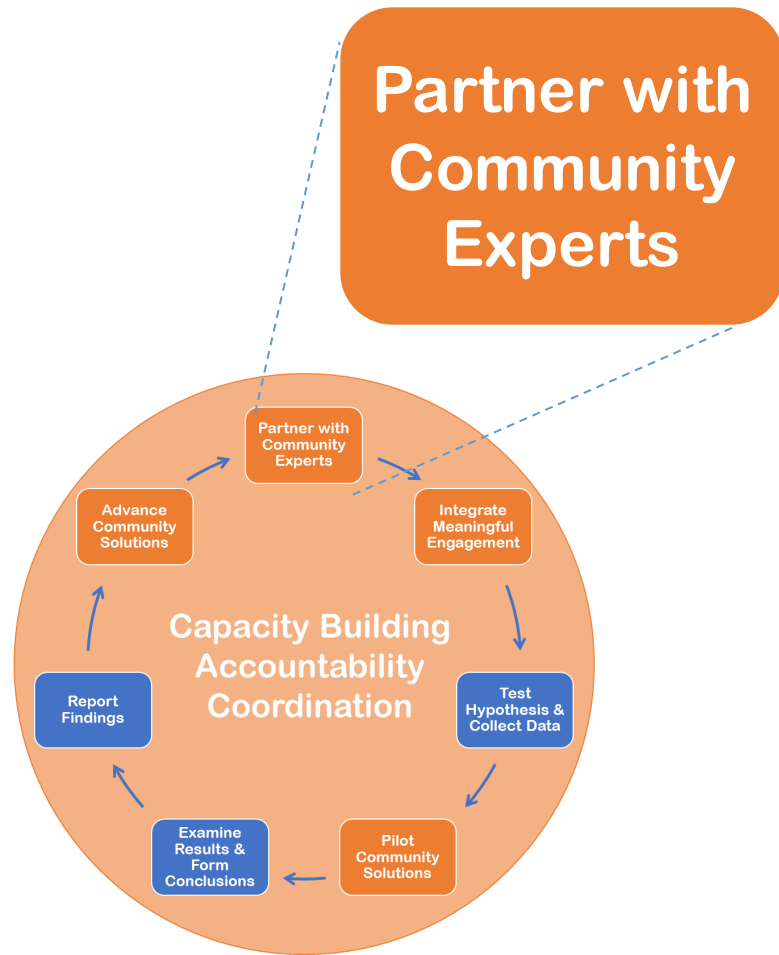 Partner with
Community
Experts
Partner with
Community
Experts
Integrate
Meaningful
Engagement
Test
Hypothesis &
Collect Data
Pilot
Community
Solutions
Examine
Results &
Form
Conclusions
Report
Findings
Advance
Community
Solutions
Capacity Building
Accountability
Coordination